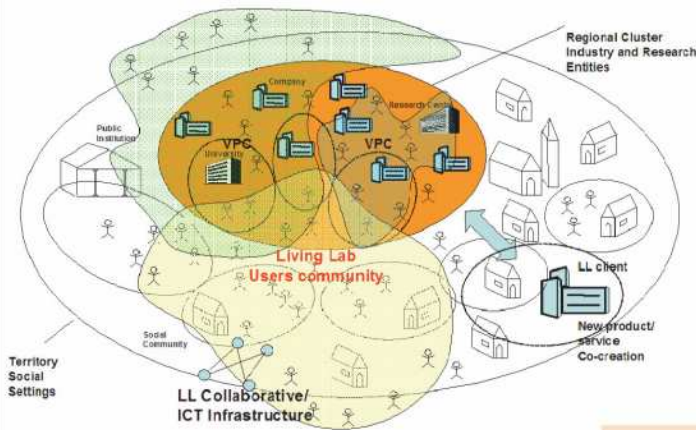 Regional Cluster
Industry and Research
Entities
Company
Research Centre
Public
Institution
VPC
VPC
University
Living Lab
Users community
LL client
New product/
service
Co-creation
Social
Community
Territory
Social
Settings
LL Collaborative/
ICT Infrastructure